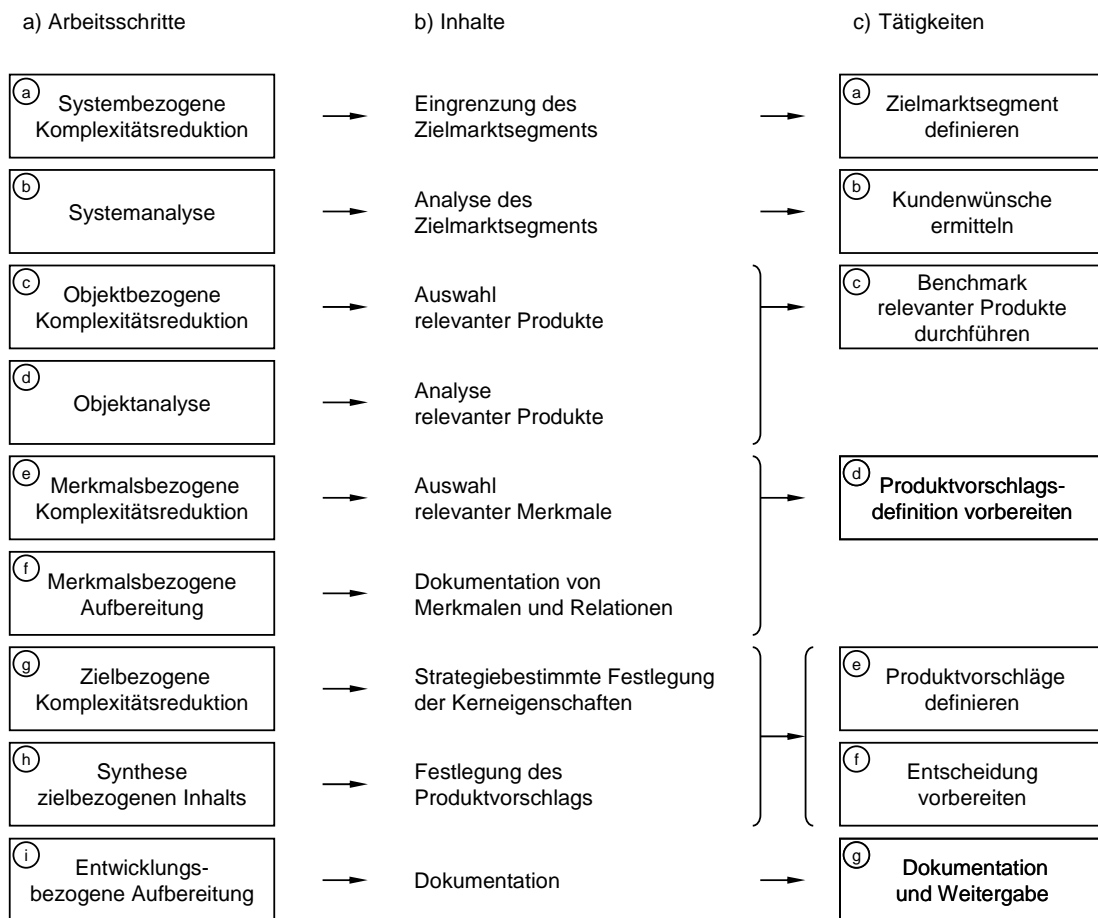 a) Arbeitsschritte
b) Inhalte
c) Tätigkeiten
a
Systembezogene
Komplexitätsreduktion
Eingrenzung des
Zielmarktsegments
a
Zielmarktsegment
definieren
b
Systemanalyse
Analyse des
Zielmarktsegments
b
Kundenwünsche
ermitteln
c
Objektbezogene
Komplexitätsreduktion
Auswahl
relevanter Produkte
c
Benchmark
relevanter Produkte
durchführen
d
Objektanalyse
Analyse
relevanter Produkte
e
Merkmalsbezogene
Komplexitätsreduktion
Auswahl
relevanter Merkmale
d
Produktvorschlags-
definition vorbereiten
f
Merkmalsbezogene
Aufbereitung
Dokumentation von
Merkmalen und Relationen
g
Zielbezogene
Komplexitätsreduktion
Strategiebestimmte Festlegung
der Kerneigenschaften
e
Produktvorschläge
definieren
h
Synthese
zielbezogenen Inhalts
Festlegung des
Produktvorschlags
f
Entscheidung
vorbereiten
i
Entwicklungs-
bezogene Aufbereitung
Dokumentation
g
Dokumentation
und Weitergabe